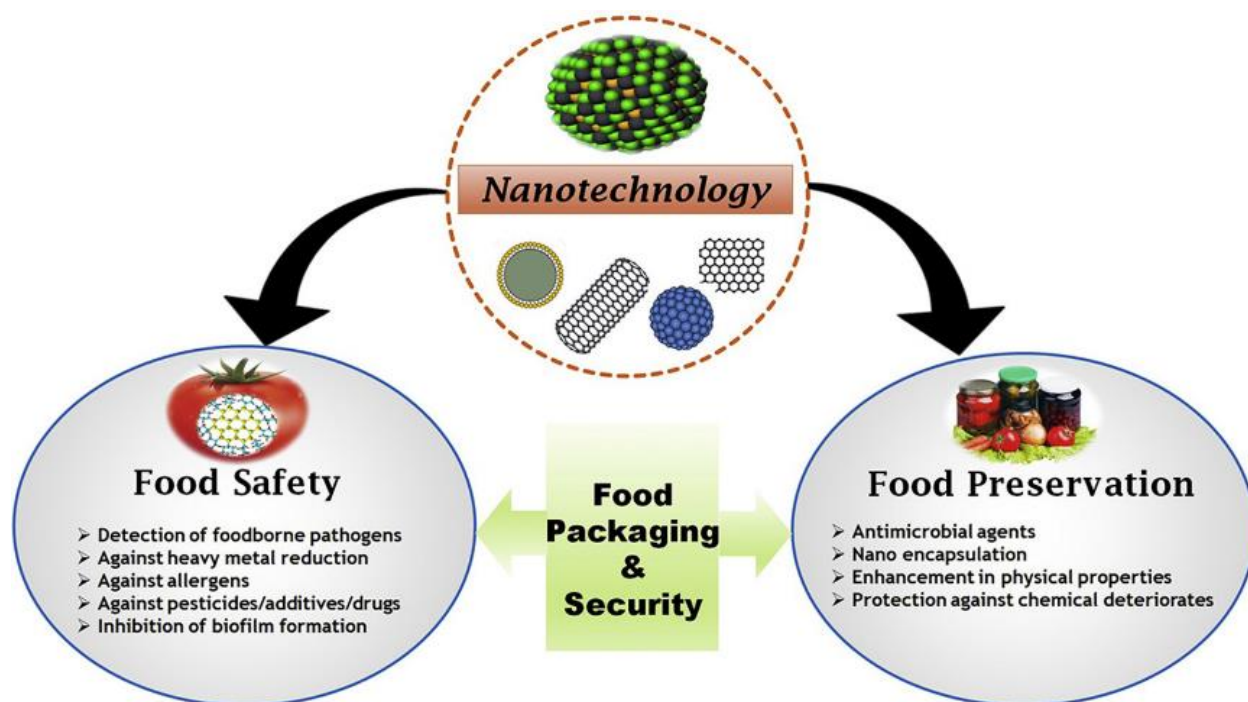 Nanotechnology
Food Safety
➢ Detection of foodborne pathogens
➢ Against heavy metal reduction
➢ Against allergens
➢ Against pesticides/additives/drugs
➢ Inhibition of biofilm formation
Food
Packaging
&
Security
Food Preservation
➢ Antimicrobial agents
➢ Nano encapsulation
➢ Enhancement in physical properties
➢ Protection against chemical deteriorates